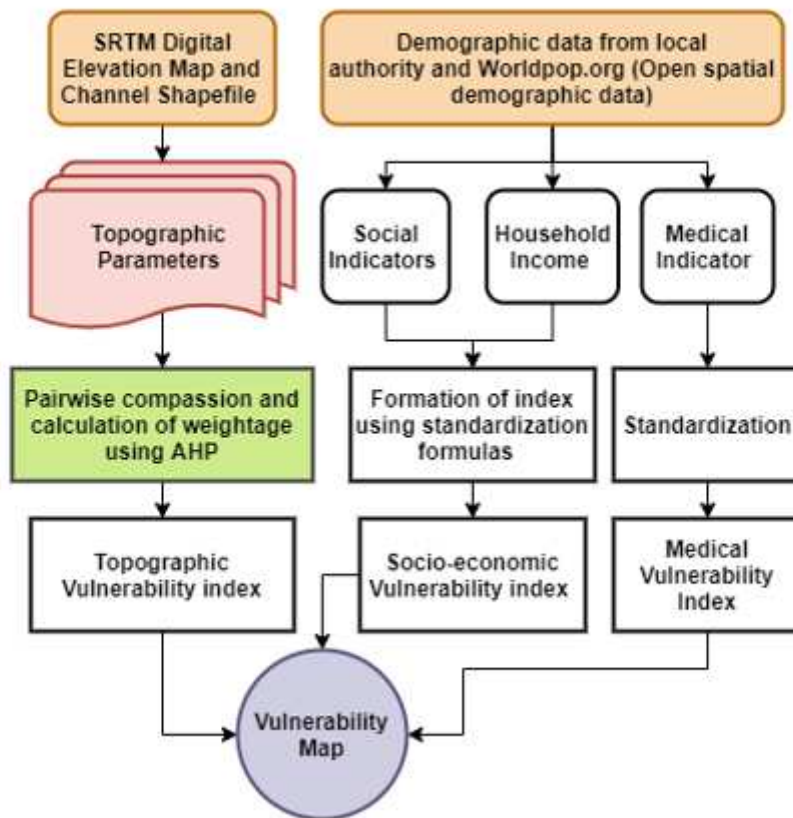 SRTM Digital
Elevation Map and
Channel Shapefile
Demographic data from local
authority and Worldpop.org (Open spatial
demographic data)
Topographic
Parameters
Social
Indicators
Household
Income
Medical
Indicator
Pairwise compassion and
calculation of weightage
using AHP
Formation of index
using standardization
formulas
Standardization
Topographic
Vulnerability index
Socio-economic
Vulnerability index
Medical
Vulnerability
Index
Vulnerability
Map